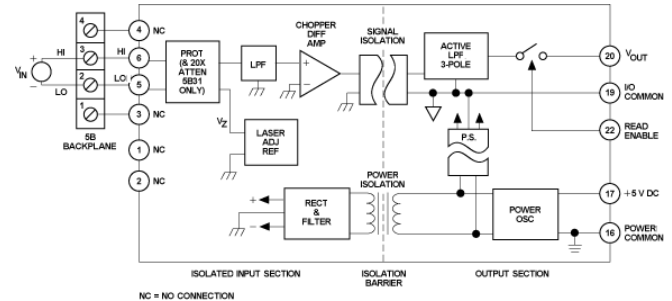 4
3
2
1
HI
LO
+
VIN
−
5B
BACKPLANE
4
NC
6
HI
5
LO
3
NC
1
NC
2
NC
PROT
(& 20X
ATTEN
5B31
ONLY)
LPF
CHOPPER
DIFF
AMP
+
−
SIGNAL
ISOLATION
ACTIVE
LPF
3-POLE
VZ
LASER
ADJ
REF
P.S.
POWER
ISOLATION
+
−
RECT
&
FILTER
POWER
OSC
20
VOUT
19
I/O
COMMON
22
READ
ENABLE
17
+5 V DC
16
POWER
COMMON
ISOLATED INPUT SECTION
ISOLATION
BARRIER
OUTPUT SECTION
NC = NO CONNECTION